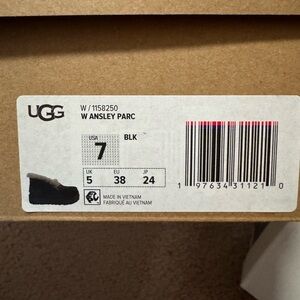 UGG
W / 1158250
W ANSLEY PARC
USA
7
BLK
UK
5
EU
38
JP
24
MADE IN VIETNAM
FABRIQUÉ AU VIETNAM
1 97634 31121 0